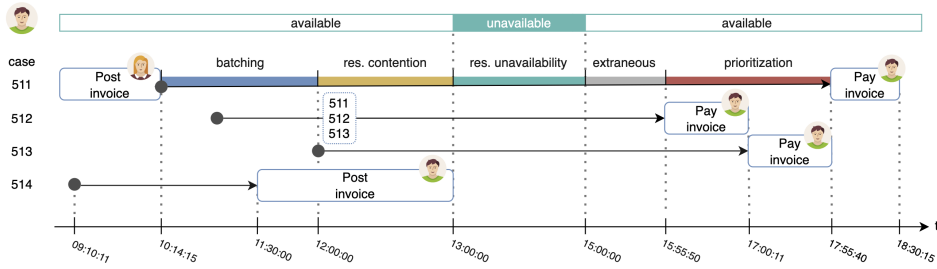 available unavailable available
case
batching res. contention res. unavailability extraneous prioritization
511 Post invoice Pay invoice
511
512
513
512 Pay invoice
513 Pay invoice
514 Post invoice
t
09:10:11 10:14:15 11:30:00 12:00:00 13:00:00 15:00:00 15:55:50 17:00:11 17:55:40 18:30:15